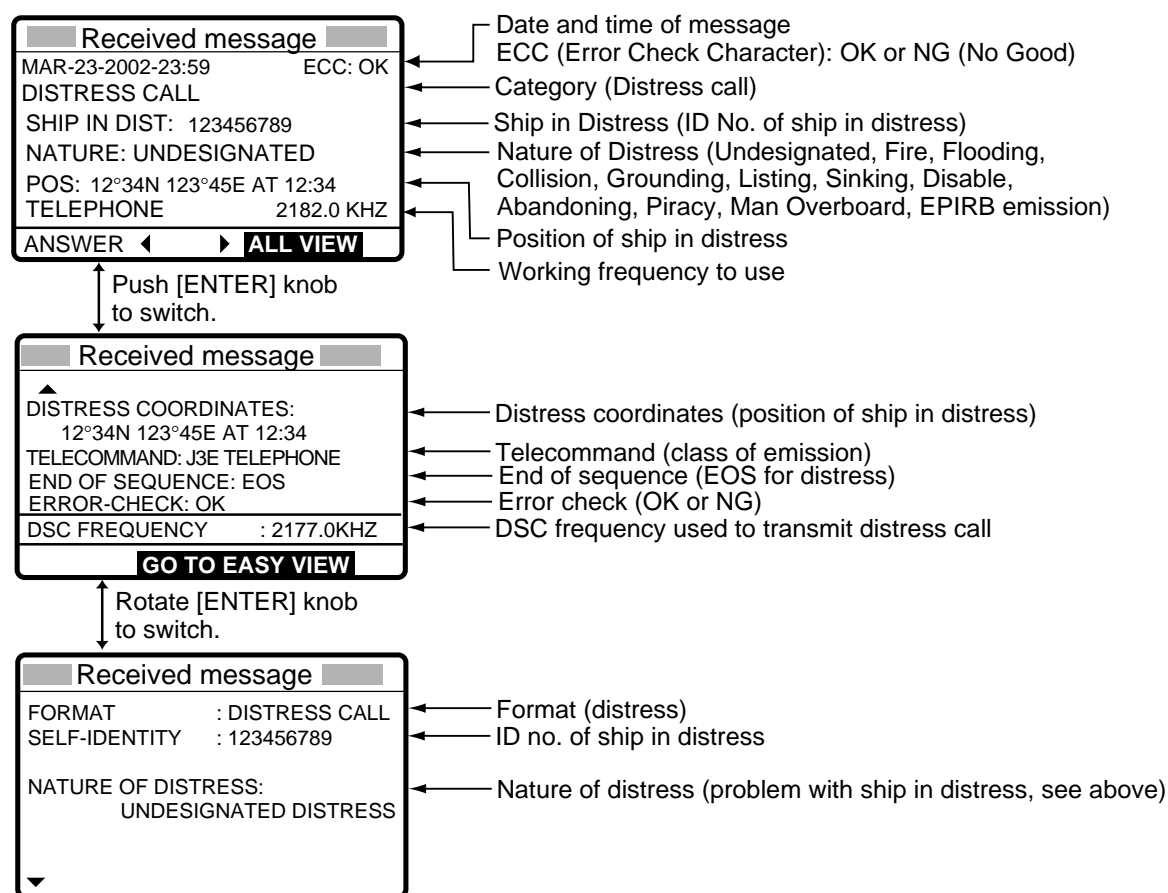 Received message
MAR-23-2002-23:59 ECC: OK
DISTRESS CALL
SHIP IN DIST: 123456789
NATURE: UNDESIGNATED
POS: 12°34N 123°45E AT 12:34
TELEPHONE 2182.0 KHZ
ANSWER ALL VIEW
Date and time of message
ECC (Error Check Character): OK or NG (No Good)
Category (Distress call)
Ship in Distress (ID No. of ship in distress)
Nature of Distress (Undesignated, Fire, Flooding,
Collision, Grounding, Listing, Sinking, Disable,
Abandoning, Piracy, Man Overboard, EPIRB emission)
Position of ship in distress
Working frequency to use
Push [ENTER] knob
to switch.
Received message
DISTRESS COORDINATES:
12°34N 123°45E AT 12:34
TELECOMMAND: J3E TELEPHONE
END OF SEQUENCE: EOS
ERROR-CHECK: OK
DSC FREQUENCY : 2177.0KHZ
GO TO EASY VIEW
Distress coordinates (position of ship in distress)
Telecommand (class of emission)
End of sequence (EOS for distress)
Error check (OK or NG)
DSC frequency used to transmit distress call
Rotate [ENTER] knob
to switch.
Received message
FORMAT : DISTRESS CALL
SELF-IDENTITY : 123456789
NATURE OF DISTRESS:
UNDESIGNATED DISTRESS
Format (distress)
ID no. of ship in distress
Nature of distress (problem with ship in distress, see above)